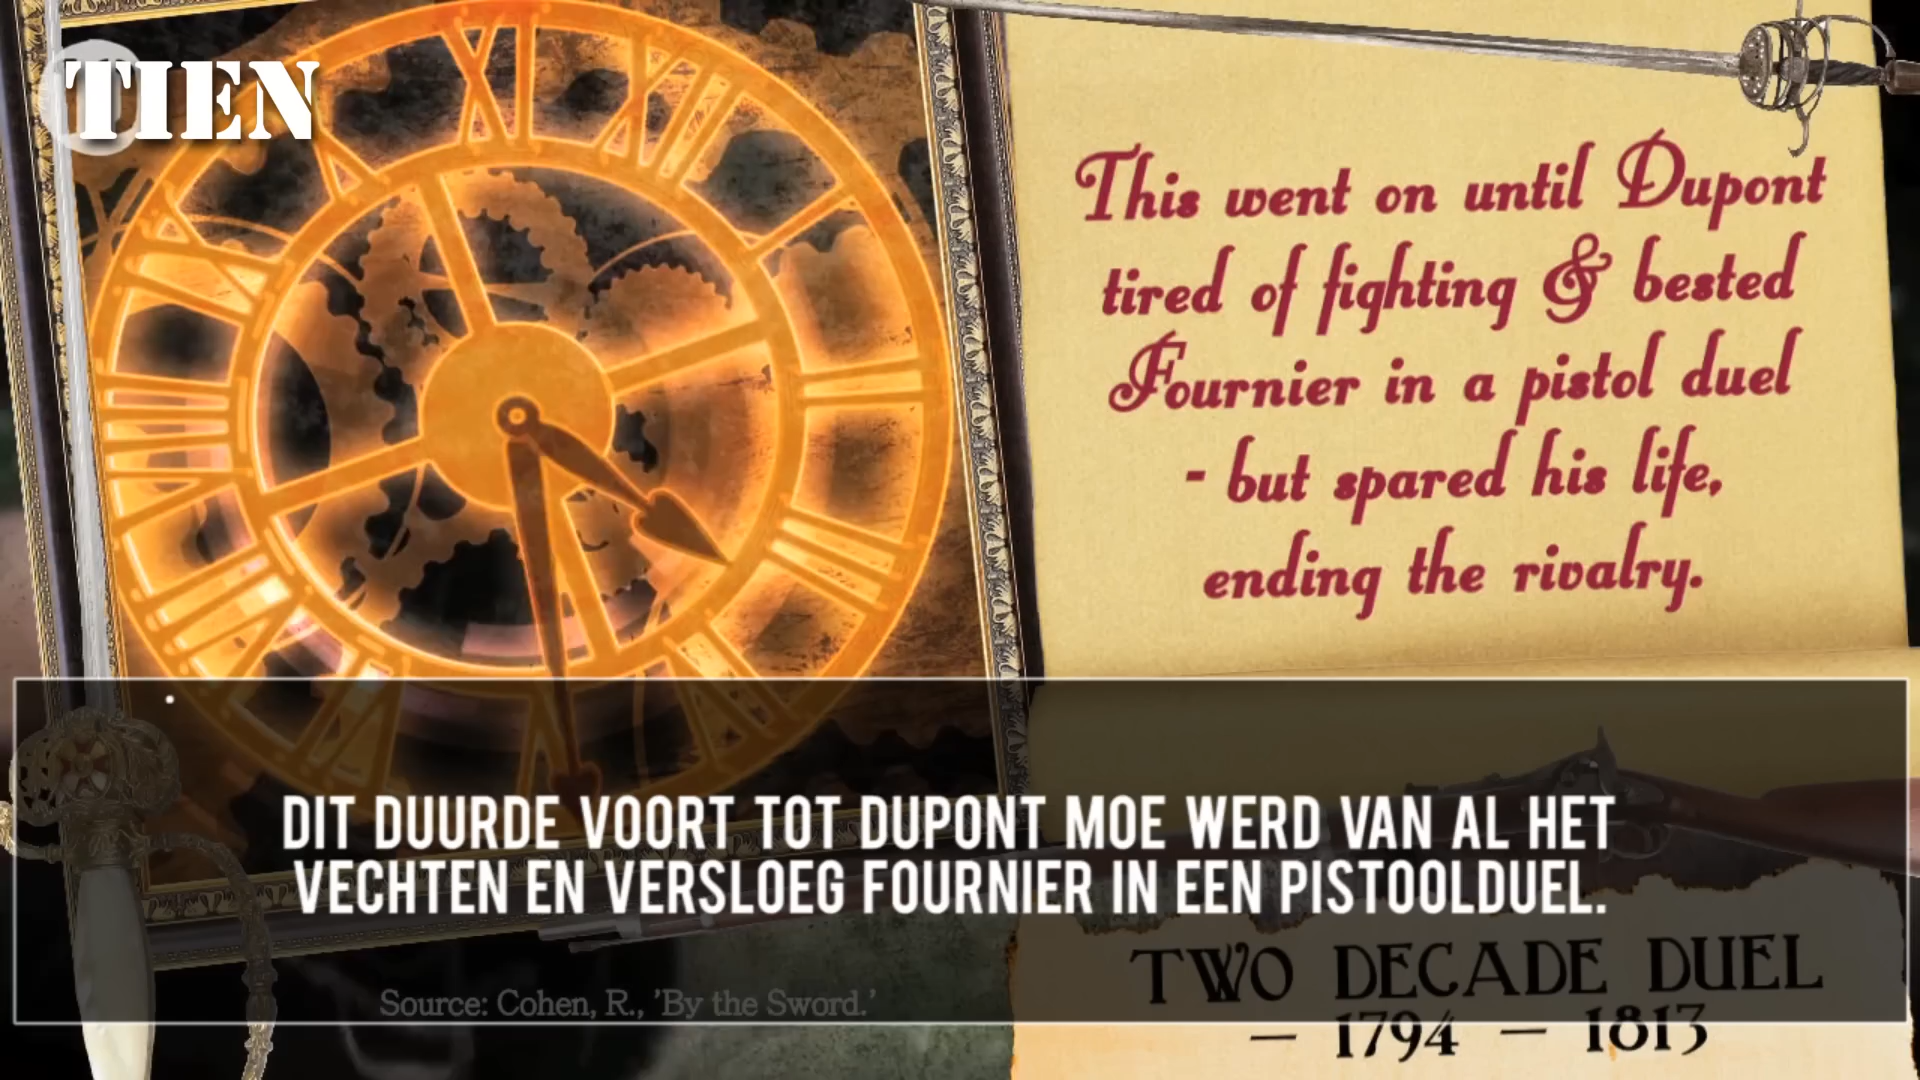 TIEN
This went on until Dupont
tired of fighting & bested
Fournier in a pistol duel
- but spared his life,
ending the rivalry.
DIT DUURDE VOORT TOT DUPONT MOE WERD VAN AL HET
VECHTEN EN VERSLOEG FOURNIER IN EEN PISTOOLDUEL.
TWO DECADE DUEL
— 1794 — 1813
Source: Cohen, R., 'By the Sword.'